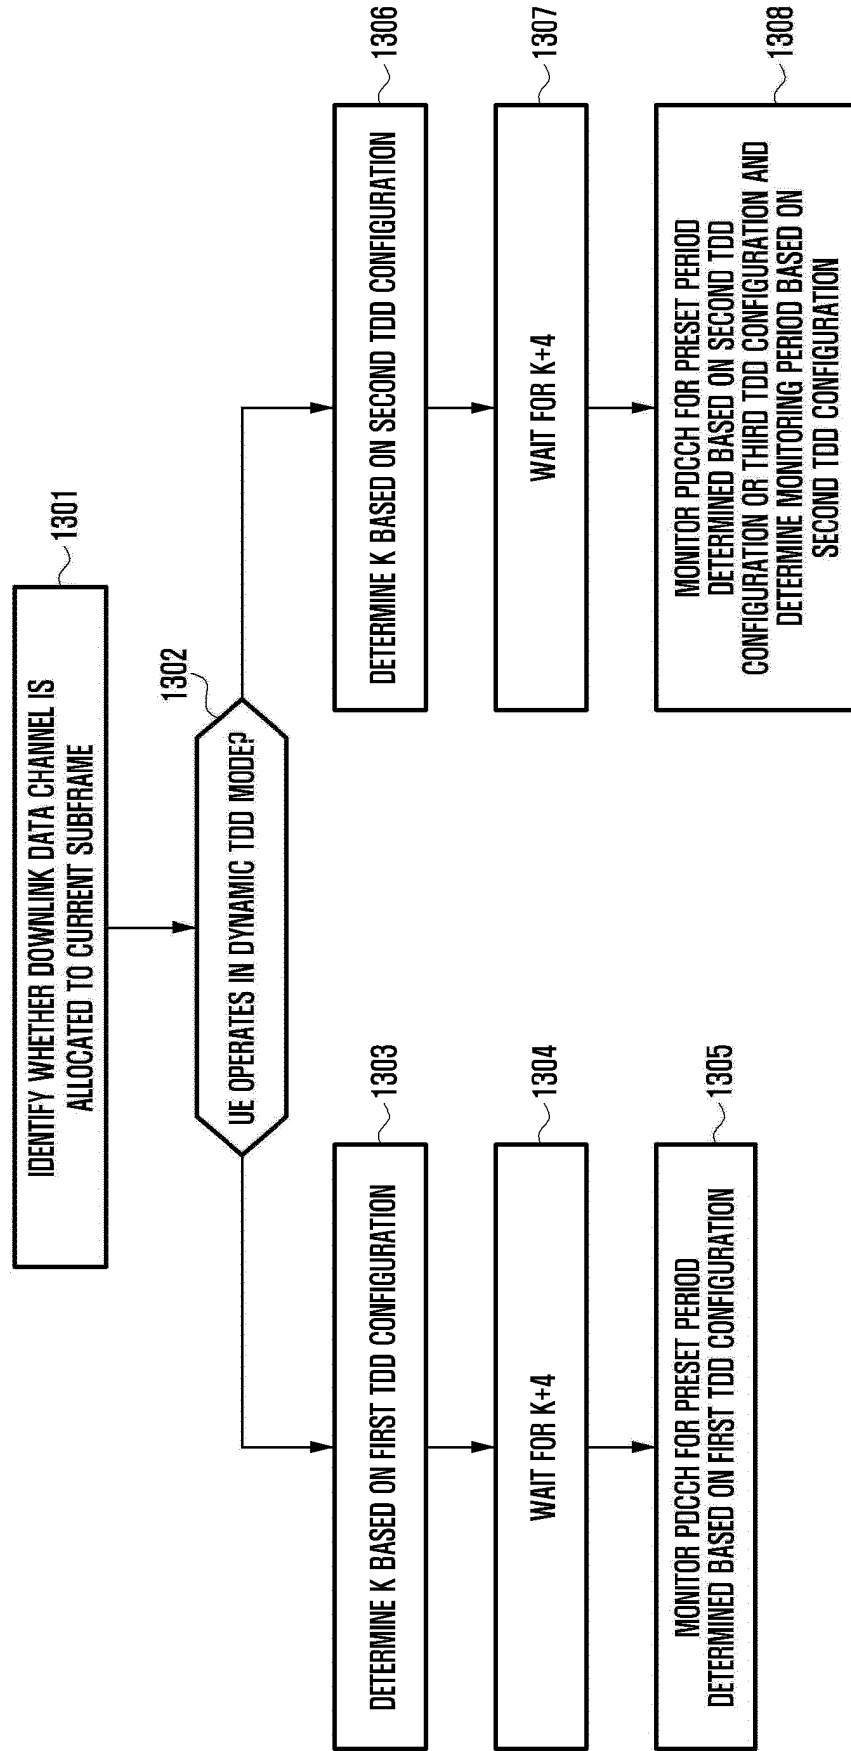 1301
IDENTIFY WHETHER DOWNLINK DATA CHANNEL IS
ALLOCATED TO CURRENT SUBFRAME
1302
UE OPERATES IN DYNAMIC TDD MODE?
1303
DETERMINE K BASED ON FIRST TDD CONFIGURATION
1304
WAIT FOR K+4
1305
MONITOR PDCCH FOR PRESET PERIOD
DETERMINED BASED ON FIRST TDD CONFIGURATION
1306
DETERMINE K BASED ON SECOND TDD CONFIGURATION
1307
WAIT FOR K+4
1308
MONITOR PDCCH FOR PRESET PERIOD
DETERMINED BASED ON SECOND TDD
CONFIGURATION OR THIRD TDD CONFIGURATION AND
DETERMINE MONITORING PERIOD BASED ON
SECOND TDD CONFIGURATION